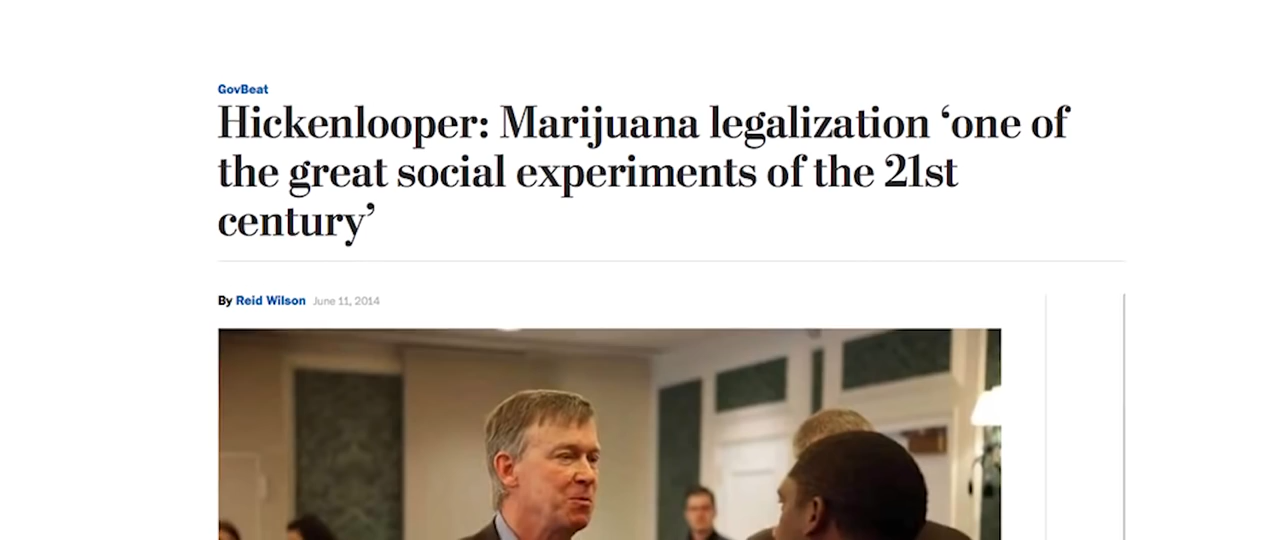 GovBeat
Hickenlooper: Marijuana legalization ‘one of
the great social experiments of the 21st
century’
By Reid Wilson June 11, 2014